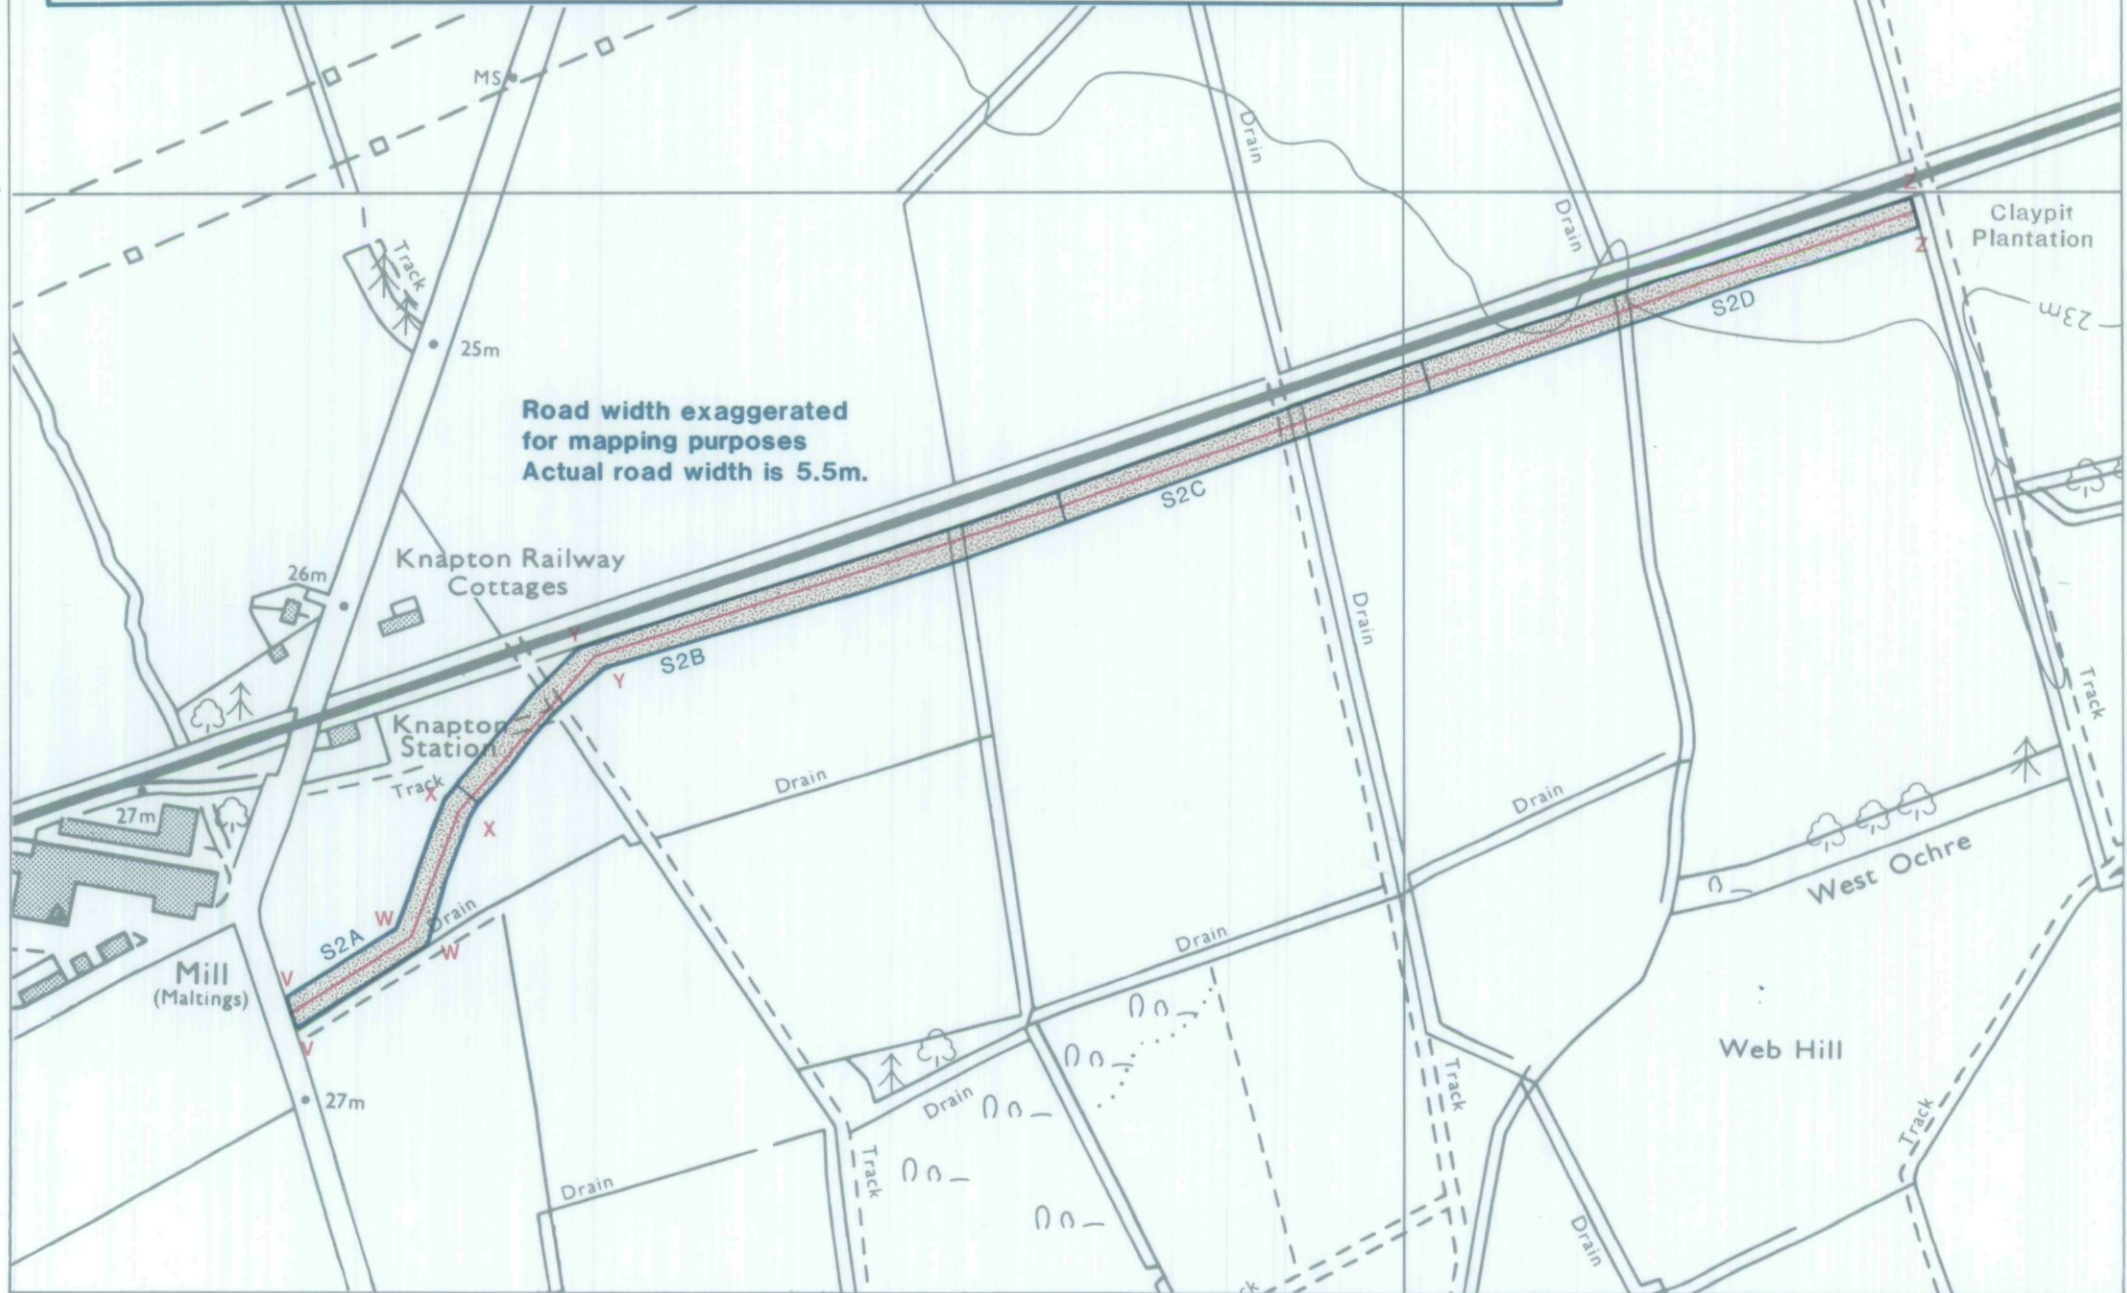 MS
Drain
Drain
Z
Claypit
Plantation
Z
Track
S2D
23m
25m
Road width exaggerated
for mapping purposes
Actual road width is 5.5m.
S2C
Knapton Railway
Cottages
26m
Drain
Y
S2B
Y
Track
Knapton
Station
Track
X
Drain
Drain
27m
X
West Ochre
W
Drain
S2A
W
Drain
Mill
(Maltings)
V
V
Web Hill
27m
Drain
Track
Track
Track
Drain
Drain